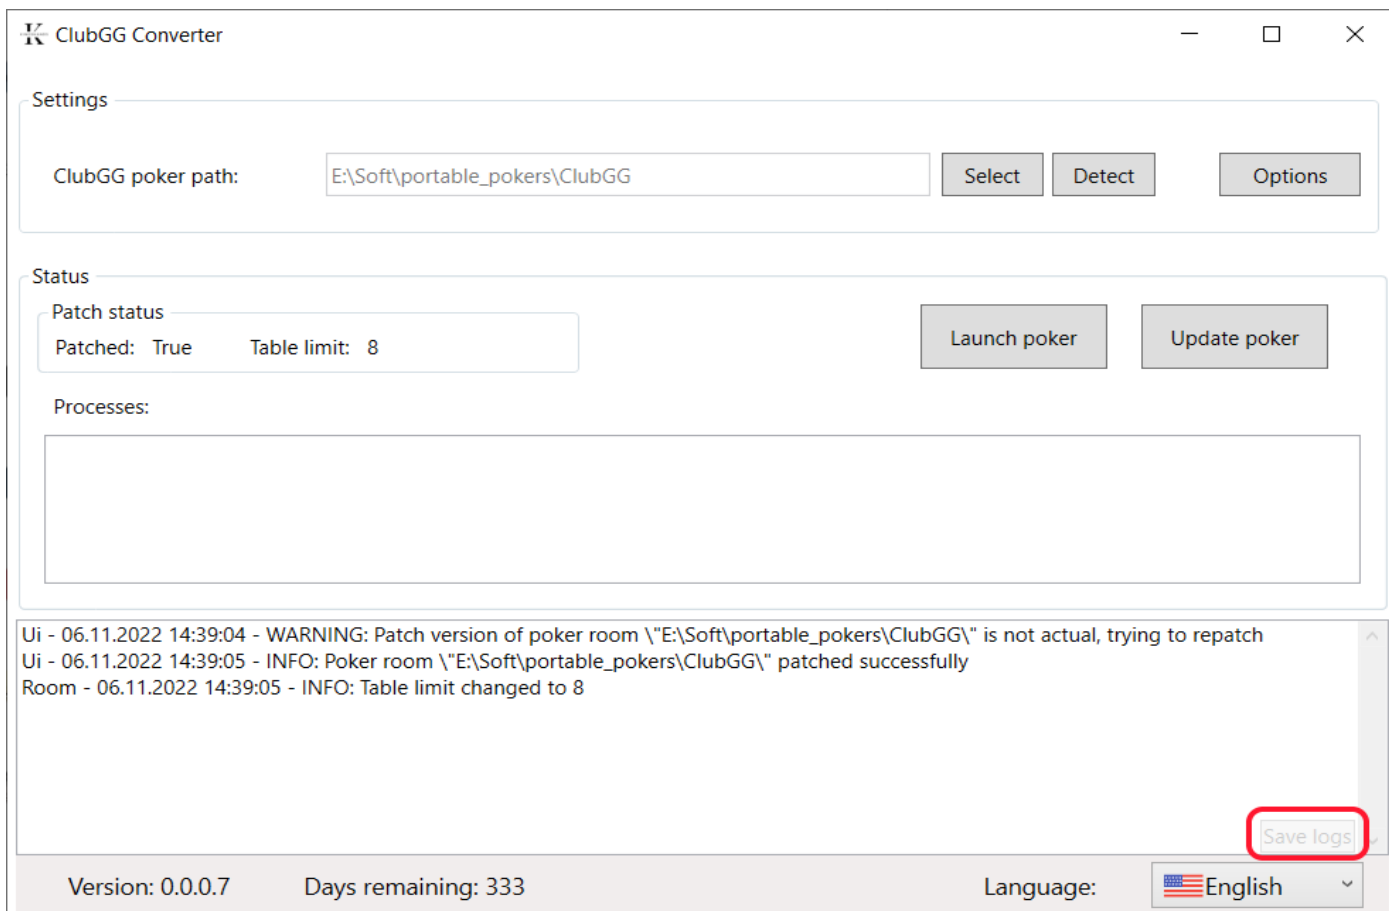 K ClubGG Converter
Settings
ClubGG poker path: E:\Soft\portable_pokers\ClubGG Select Detect Options
Status
Patch status
Patched: True Table limit: 8
Launch poker Update poker
Processes:
Ui - 06.11.2022 14:39:04 - WARNING: Patch version of poker room \"E:\Soft\portable_pokers\ClubGG\" is not actual, trying to repatch
Ui - 06.11.2022 14:39:05 - INFO: Poker room \"E:\Soft\portable_pokers\ClubGG\" patched successfully
Room - 06.11.2022 14:39:05 - INFO: Table limit changed to 8
Save logs
Version: 0.0.0.7 Days remaining: 333 Language: English